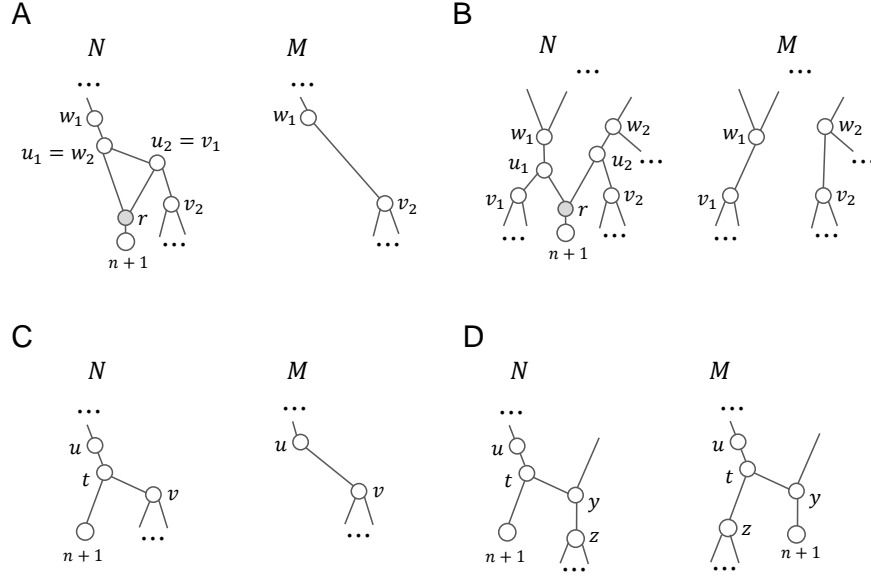 A
N
M
...
...
w₁
w₁
u₁ = w₂
u₂ = v₁
r
v₂
v₂
...
...
n + 1
B
N
M
...
...
w₁
w₂
w₁
w₂
u₁
u₂
...
...
v₁
r
v₂
v₁
v₂
...
...
...
...
n + 1
C
N
M
...
...
u
u
t
v
v
...
...
n + 1
D
N
M
...
...
u
u
t
t
y
y
z
z
n + 1
n + 1
...
...